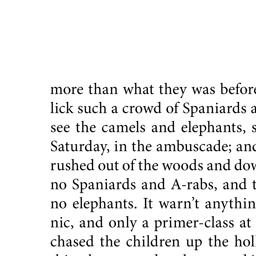 more than what they was before
lick such a crowd of Spaniards a
see the camels and elephants, s
Saturday, in the ambuscade; and
rushed out of the woods and dow
no Spaniards and A-rabs, and t
no elephants. It warn’t anythin
nic, and only a primer-class at
chased the children up the hol